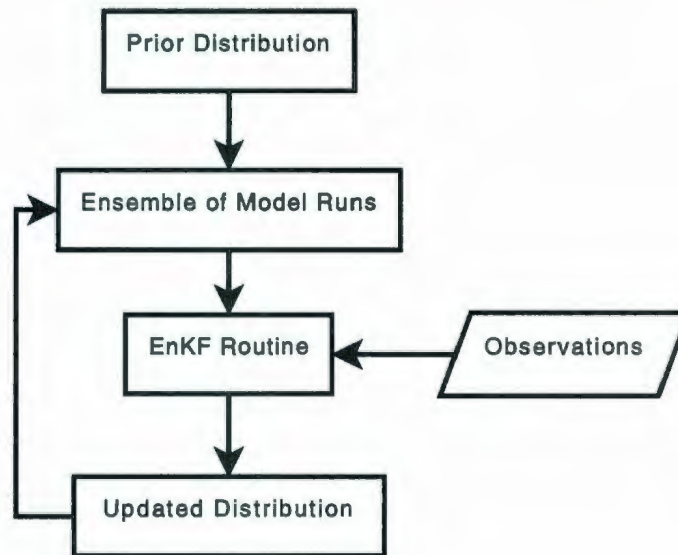 Prior Distribution
Ensemble of Model Runs
EnKF Routine
Observations
Updated Distribution